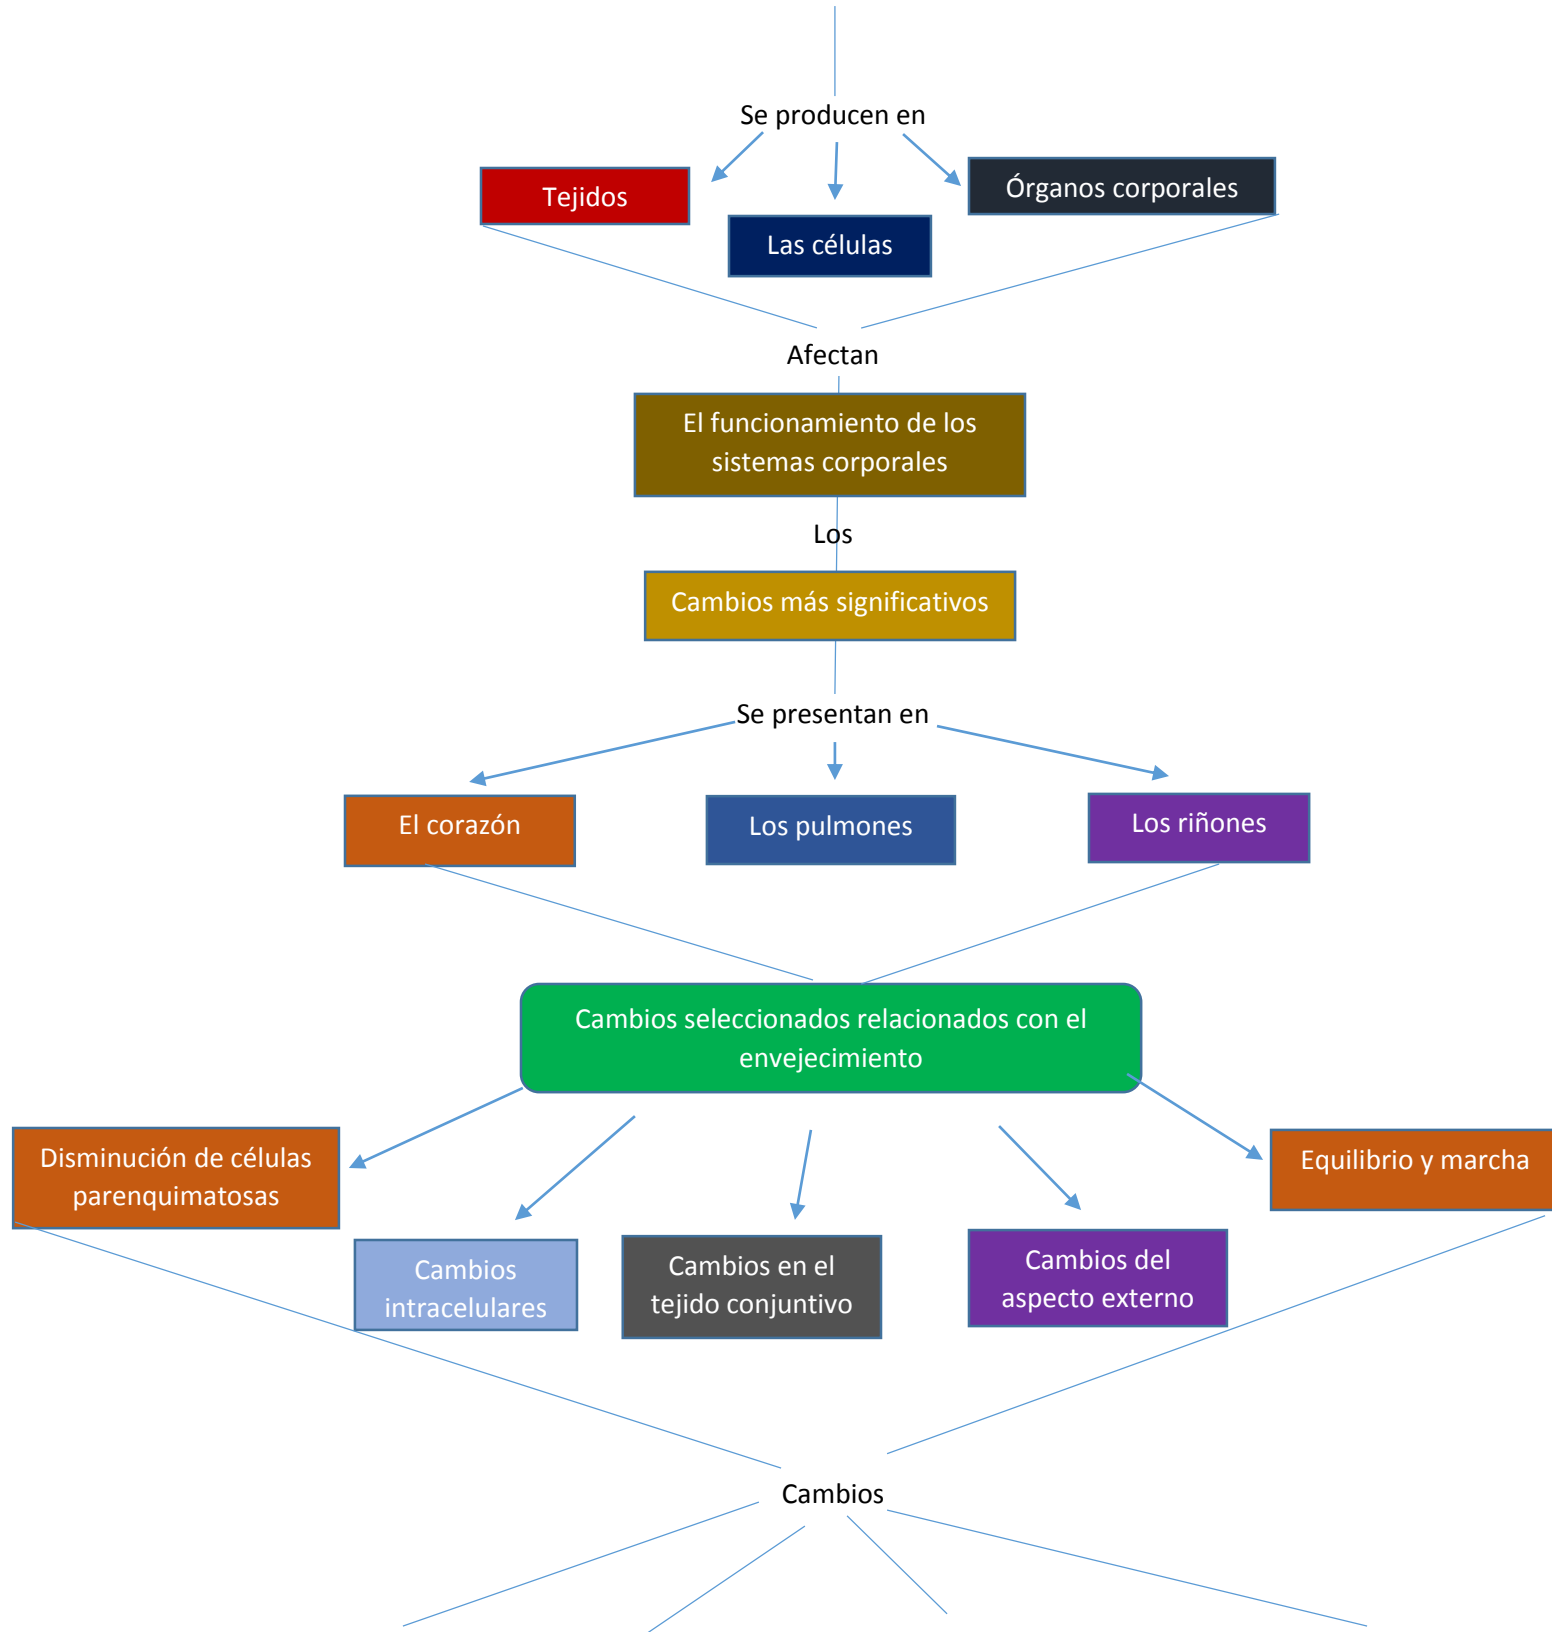 Se producen en
Tejidos
Las células
Órganos corporales
Afectan
El funcionamiento de los
sistemas corporales
Los
Cambios más significativos
Se presentan en
El corazón
Los pulmones
Los riñones
Cambios seleccionados relacionados con el
envejecimiento
Disminución de células
parenquimatosas
Cambios
intracelulares
Cambios en el
tejido conjuntivo
Cambios del
aspecto externo
Equilibrio y marcha
Cambios